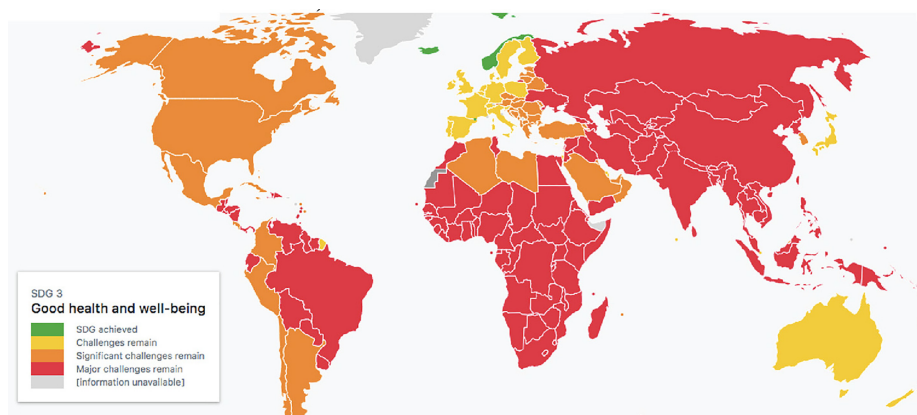 SDG 3
Good health and well-being
SDG achieved
Challenges remain
Significant challenges remain
Major challenges remain
[information unavailable]